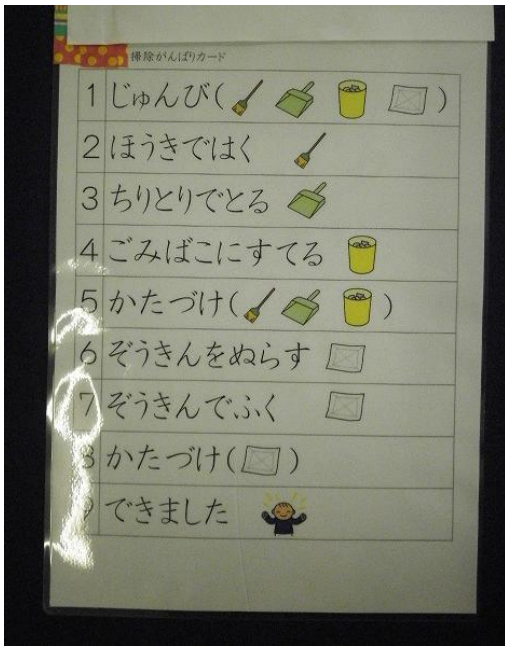 掃除がんばりカード
1 じゅんび( )
2 ほうきではく
3 ちりとりでとる
4 ごみばこにすてる
5 かたづけ( )
6 ぞうきんをぬらす
7 ぞうきんでふく
8 かたづけ( )
9 できました